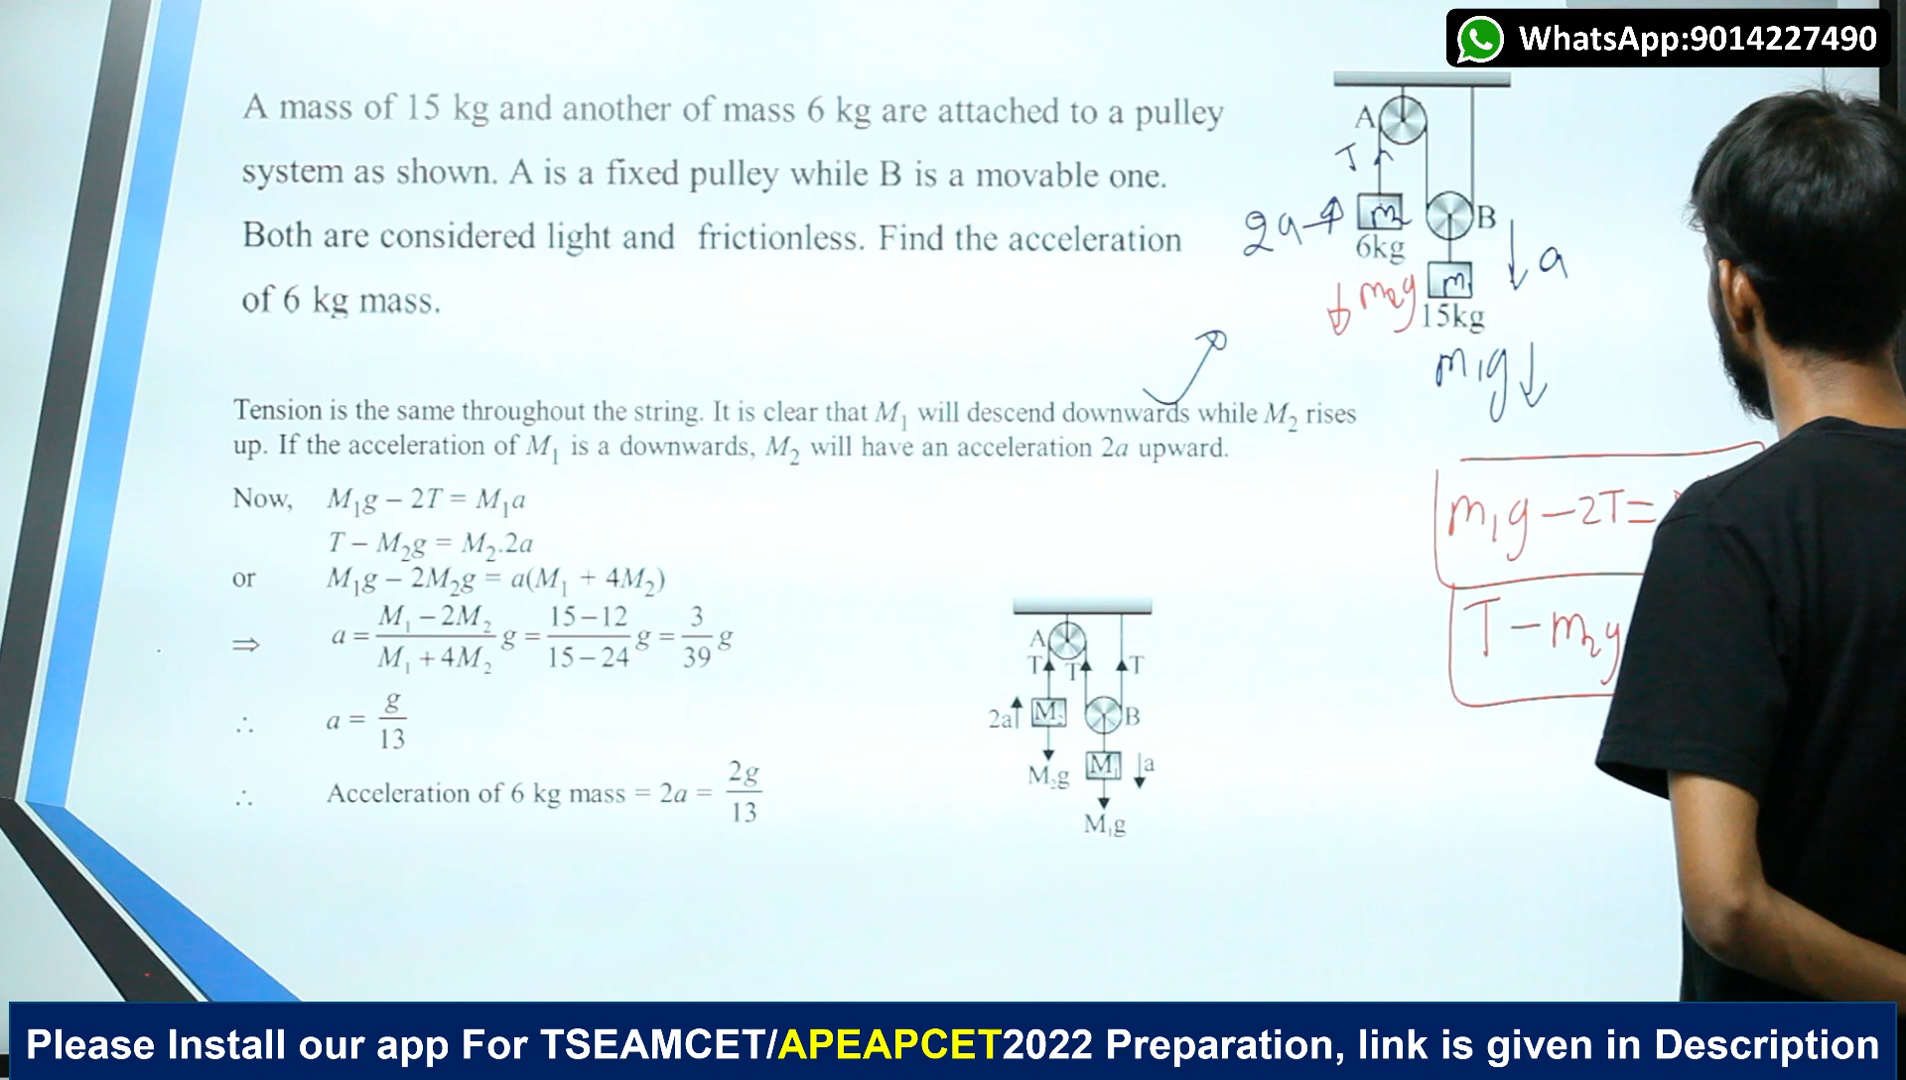 WhatsApp:9014227490
A mass of 15 kg and another of mass 6 kg are attached to a pulley
system as shown. A is a fixed pulley while B is a movable one.
Both are considered light and frictionless. Find the acceleration
of 6 kg mass.
A
T
2a
m2
6kg
B
a
m2g
m1
15kg
m1g
Tension is the same throughout the string. It is clear that M₁ will descend downwards while M₂ rises
up. If the acceleration of M₁ is a downwards, M₂ will have an acceleration 2a upward.
Now, M₁g – 2T = M₁a
T – M₂g = M₂.2a
or M₁g – 2M₂g = a(M₁ + 4M₂)
⇒ a = (M₁ – 2M₂)/(M₁ + 4M₂) g = (15–12)/(15–24) g = 3/39 g
∴ a = g/13
∴ Acceleration of 6 kg mass = 2a = 2g/13
m1g – 2T =
T – m2g
A
T T T
2a M₂ B
M₂g M₁ a
M₁g
Please Install our app For TSEAMCET/APEAPCET2022 Preparation, link is given in Description